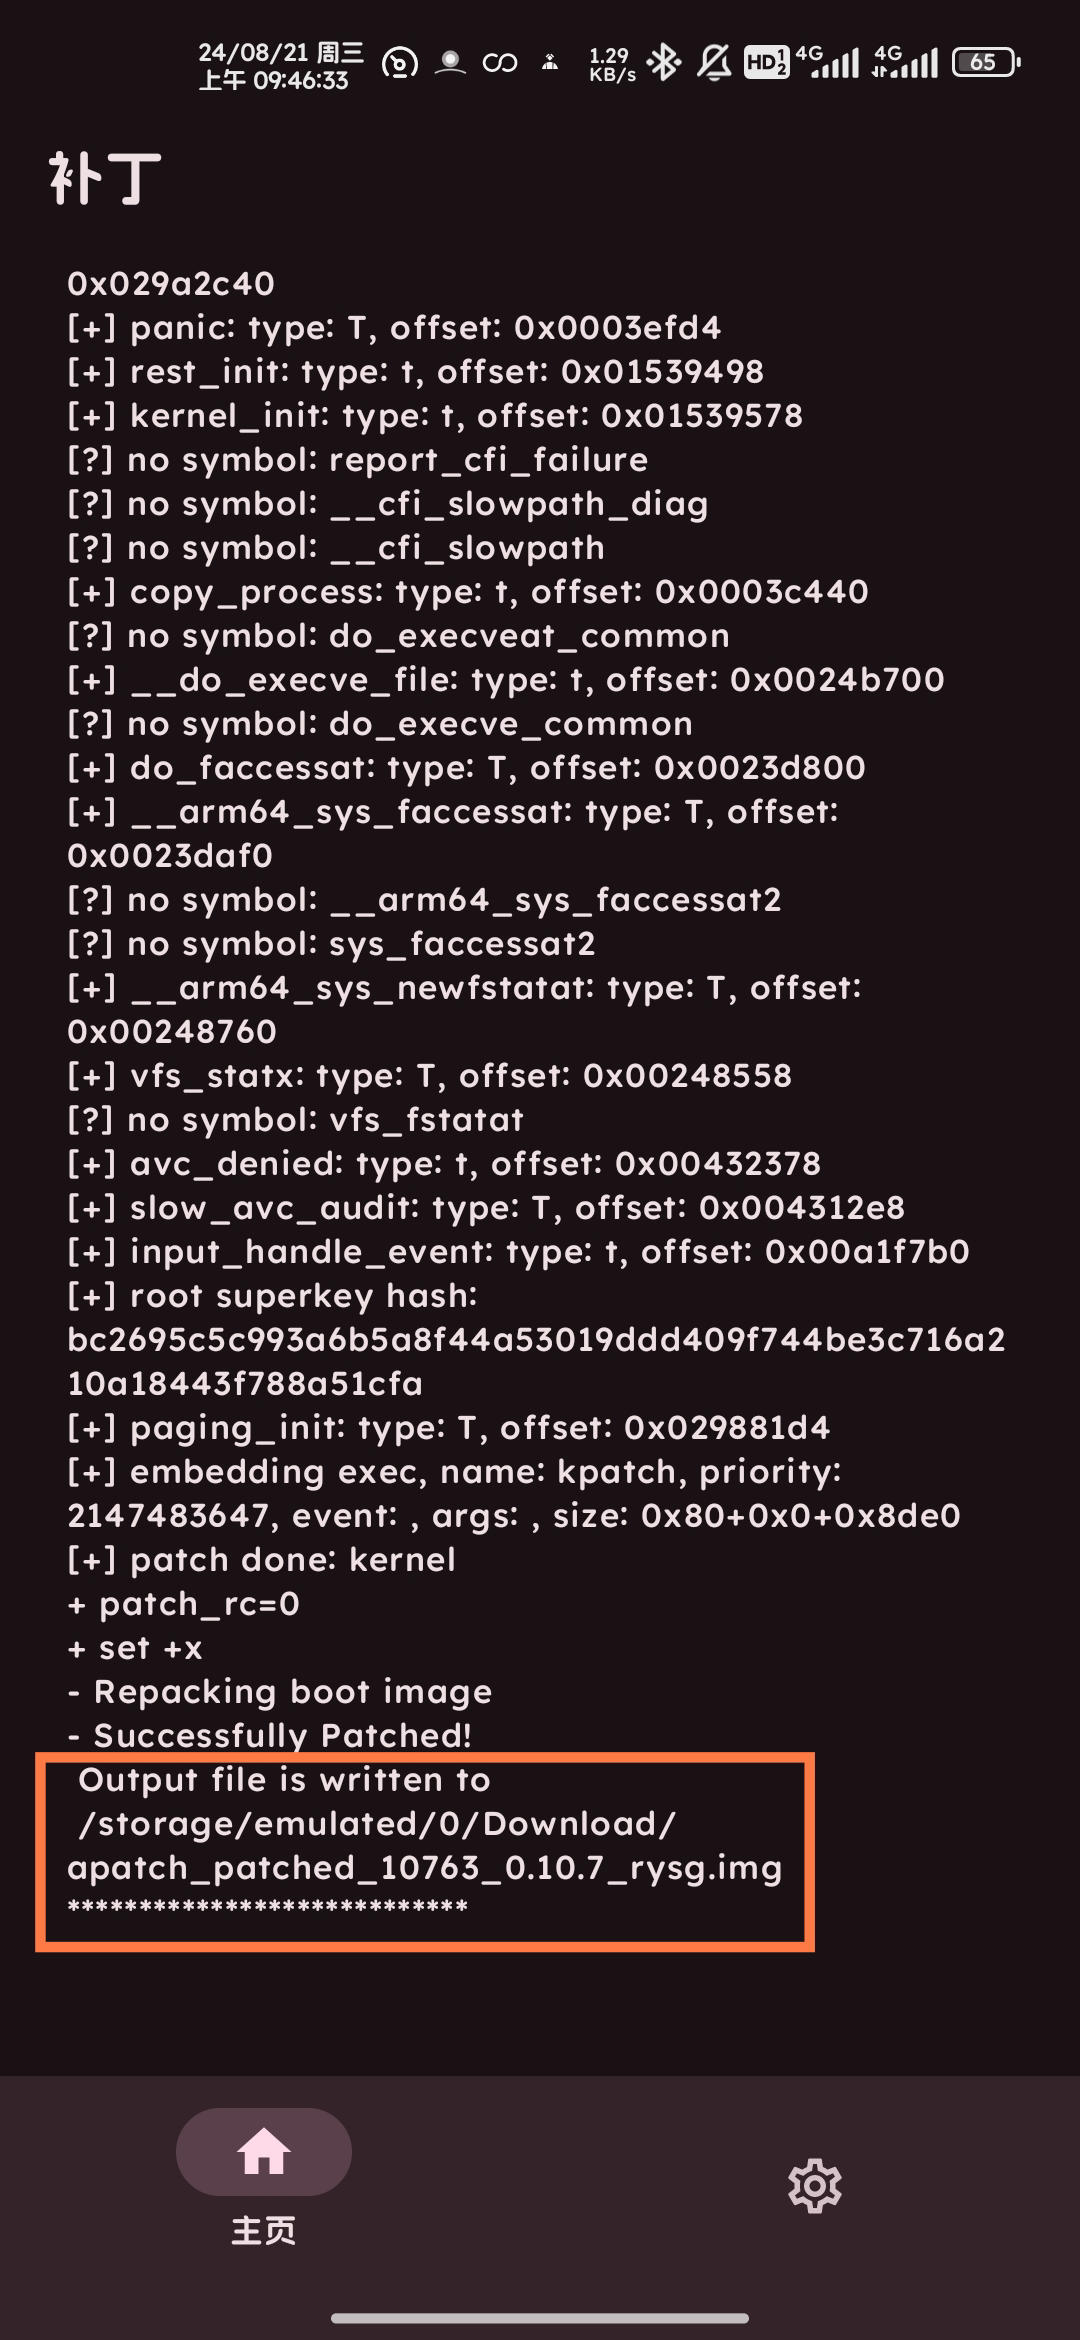 24/08/21 周三
上午 09:46:33
1.29
KB/s
HD 1 2
4G
4G
65
补丁
0x029a2c40
[+] panic: type: T, offset: 0x0003efd4
[+] rest_init: type: t, offset: 0x01539498
[+] kernel_init: type: t, offset: 0x01539578
[?] no symbol: report_cfi_failure
[?] no symbol: __cfi_slowpath_diag
[?] no symbol: __cfi_slowpath
[+] copy_process: type: t, offset: 0x0003c440
[?] no symbol: do_execveat_common
[+] __do_execve_file: type: t, offset: 0x0024b700
[?] no symbol: do_execve_common
[+] do_faccessat: type: T, offset: 0x0023d800
[+] __arm64_sys_faccessat: type: T, offset:
0x0023daf0
[?] no symbol: __arm64_sys_faccessat2
[?] no symbol: sys_faccessat2
[+] __arm64_sys_newfstatat: type: T, offset:
0x00248760
[+] vfs_statx: type: T, offset: 0x00248558
[?] no symbol: vfs_fstatat
[+] avc_denied: type: t, offset: 0x00432378
[+] slow_avc_audit: type: T, offset: 0x004312e8
[+] input_handle_event: type: t, offset: 0x00a1f7b0
[+] root superkey hash:
bc2695c5c993a6b5a8f44a53019ddd409f744be3c716a2
10a18443f788a51cfa
[+] paging_init: type: T, offset: 0x029881d4
[+] embedding exec, name: kpatch, priority:
2147483647, event: , args: , size: 0x80+0x0+0x8de0
[+] patch done: kernel
+ patch_rc=0
+ set +x
- Repacking boot image
- Successfully Patched!
Output file is written to
/storage/emulated/0/Download/
apatch_patched_10763_0.10.7_rysg.img
****************************
主页